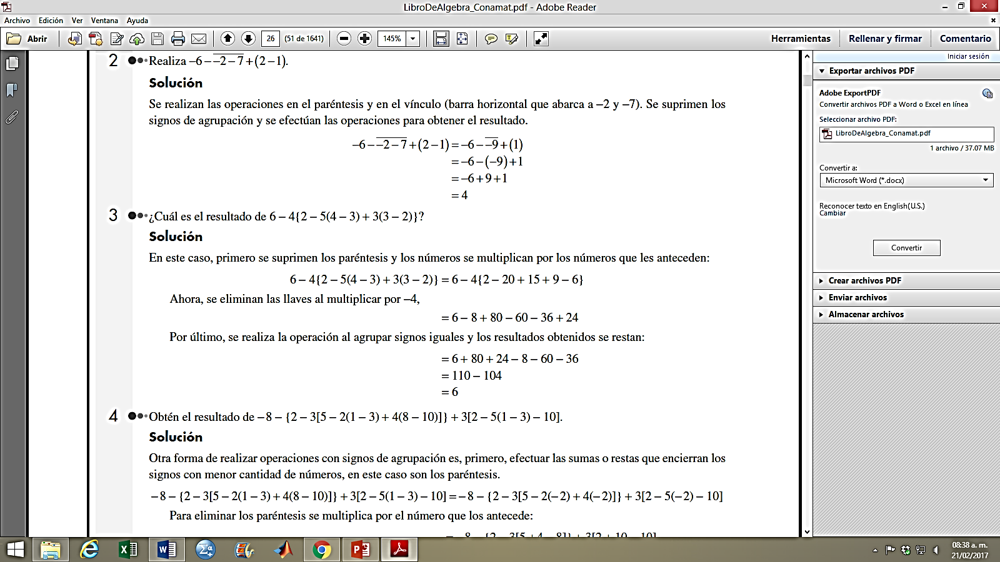 LibroDeAlgebra_Conamat.pdf - Adobe Reader
Archivo Edición Ver Ventana Ayuda
Abrir 26 (51 de 1641) 145% Herramientas Rellenar y firmar Comentario
Iniciar sesión
2 Realiza –6 – –2 – 7 + (2 – 1).
Solución
Se realizan las operaciones en el paréntesis y en el vínculo (barra horizontal que abarca a –2 y –7). Se suprimen los
signos de agrupación y se efectúan las operaciones para obtener el resultado.
–6 – –2 – 7 + (2 – 1) = –6 – –9 + (1)
= –6 – (–9) + 1
= –6 + 9 + 1
= 4
3 ¿Cuál es el resultado de 6 – 4{2 – 5(4 – 3) + 3(3 – 2)}?
Solución
En este caso, primero se suprimen los paréntesis y los números se multiplican por los números que les anteceden:
6 – 4{2 – 5(4 – 3) + 3(3 – 2)} = 6 – 4{2 – 20 + 15 + 9 – 6}
Ahora, se eliminan las llaves al multiplicar por –4,
= 6 – 8 + 80 – 60 – 36 + 24
Por último, se realiza la operación al agrupar signos iguales y los resultados obtenidos se restan:
= 6 + 80 + 24 – 8 – 60 – 36
= 110 – 104
= 6
4 Obtén el resultado de – 8 – {2 – 3[5 – 2(1 – 3) + 4(8 – 10)]} + 3[2 – 5(1 – 3) – 10].
Solución
Otra forma de realizar operaciones con signos de agrupación es, primero, efectuar las sumas o restas que encierran los
signos con menor cantidad de números, en este caso son los paréntesis.
– 8 – {2 – 3[5 – 2(1 – 3) + 4(8 – 10)]} + 3[2 – 5(1 – 3) – 10] = – 8 – {2 – 3[5 – 2(–2) + 4(–2)]} + 3[2 – 5(–2) – 10]
Para eliminar los paréntesis se multiplica por el número que los antecede:
= – 8 – {2 – 3[5 + 4 – 8]} + 3[2 + 10 – 10]
Exportar archivos PDF
Adobe ExportPDF
Convertir archivos PDF a Word o Excel en línea
Seleccionar archivo PDF:
LibroDeAlgebra_Conamat.pdf
1 archivo / 37.07 MB
Convertir a:
Microsoft Word (*.docx)
Reconocer texto en English(U.S.)
Cambiar
Convertir
Crear archivos PDF
Enviar archivos
Almacenar archivos
08:38 a. m.
21/02/2017